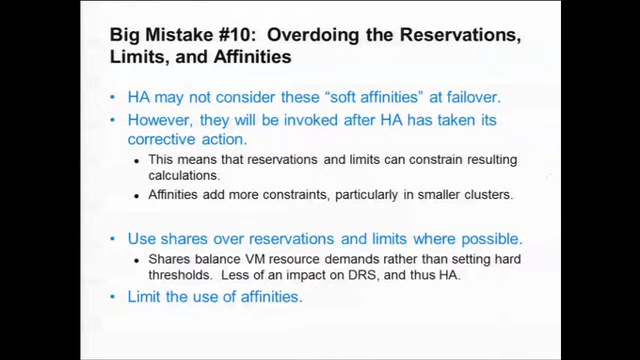 Big Mistake #10:  Overdoing the Reservations,
Limits, and Affinities
• HA may not consider these “soft affinities” at failover.
• However, they will be invoked after HA has taken its
corrective action.
• This means that reservations and limits can constrain resulting
calculations.
• Affinities add more constraints, particularly in smaller clusters.
• Use shares over reservations and limits where possible.
• Shares balance VM resource demands rather than setting hard
thresholds.  Less of an impact on DRS, and thus HA.
• Limit the use of affinities.